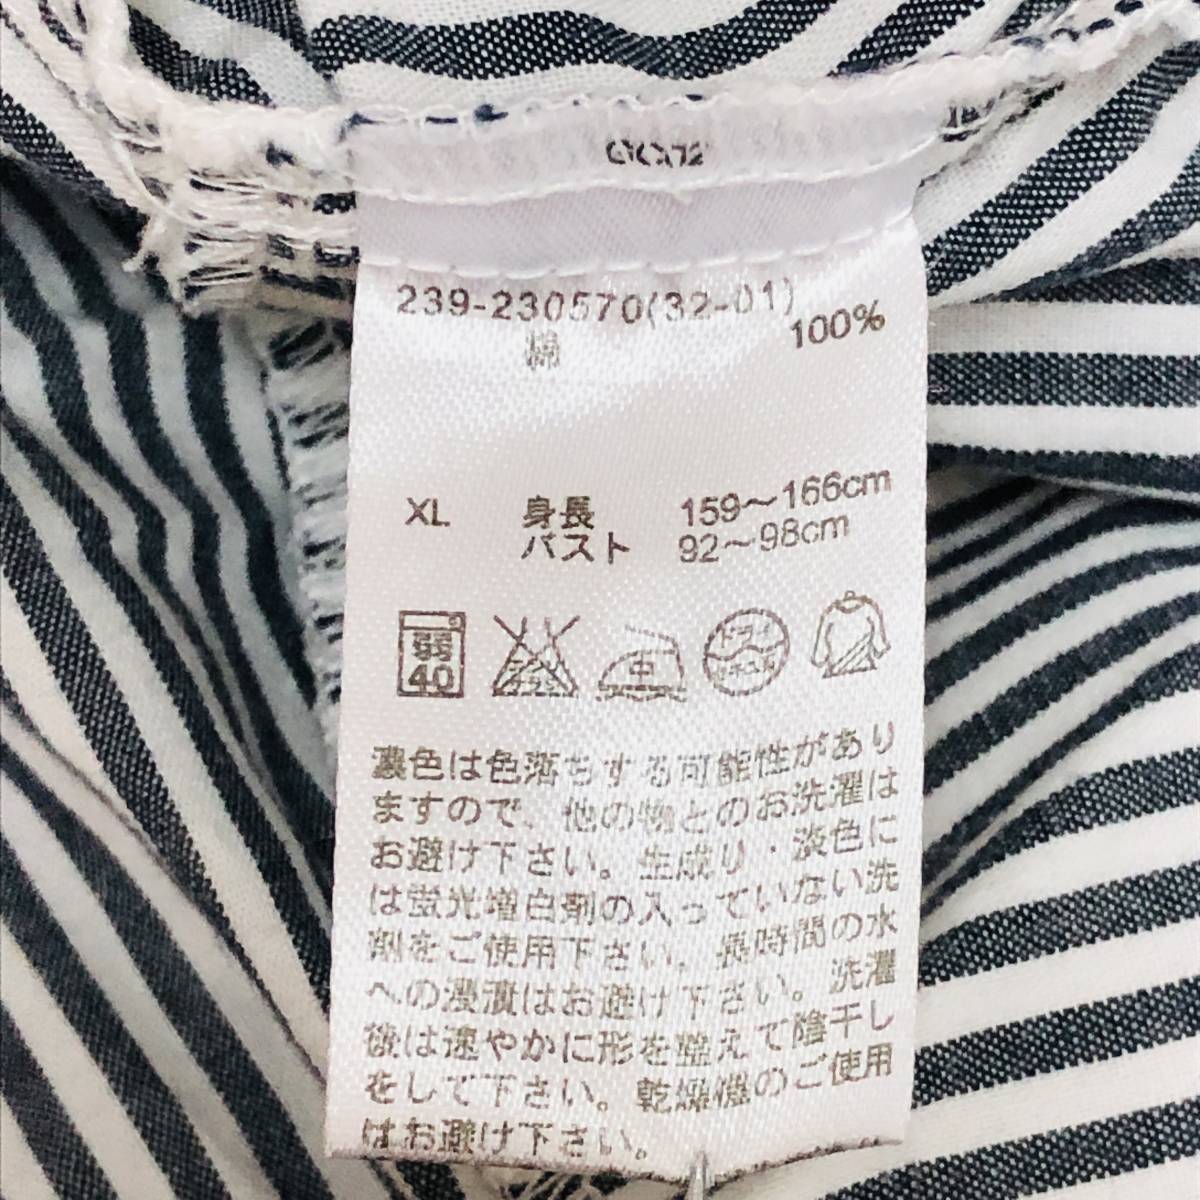 239-230570(32-01)
綿 100%
XL 身長 159～166cm
バスト 92～98cm
弱
40
中
ドライ
濃色は色落ちする可能性があり
ますので、他の物とのお洗濯は
お避け下さい。生成り・淡色に
は蛍光増白剤の入っていない洗
剤をご使用下さい。長時間の水
への浸漬はお避け下さい。洗濯
後は速やかに形を整えて陰干し
をして下さい。乾燥機のご使用
はお避け下さい。